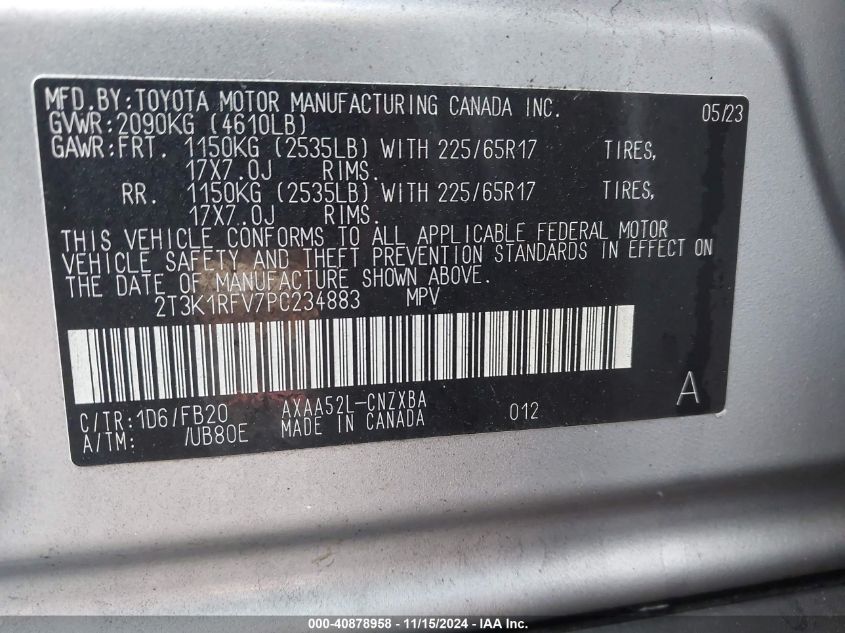 MFD.BY:TOYOTA MOTOR MANUFACTURING CANADA INC. 05/23
GVWR:2090KG (4610LB)
GAWR:FRT. 1150KG (2535LB) WITH 225/65R17 TIRES,
17X7.0J RIMS.
RR. 1150KG (2535LB) WITH 225/65R17 TIRES,
17X7.0J RIMS.
THIS VEHICLE CONFORMS TO ALL APPLICABLE FEDERAL MOTOR
VEHICLE SAFETY AND THEFT PREVENTION STANDARDS IN EFFECT ON
THE DATE OF MANUFACTURE SHOWN ABOVE.
2T3K1RFV7PC234883 MPV
C/TR:1D6/FB20 AXAA52L-CNZXBA 012 A
A/TM: /UB80E MADE IN CANADA
000-40878958 - 11/15/2024 - IAA Inc.